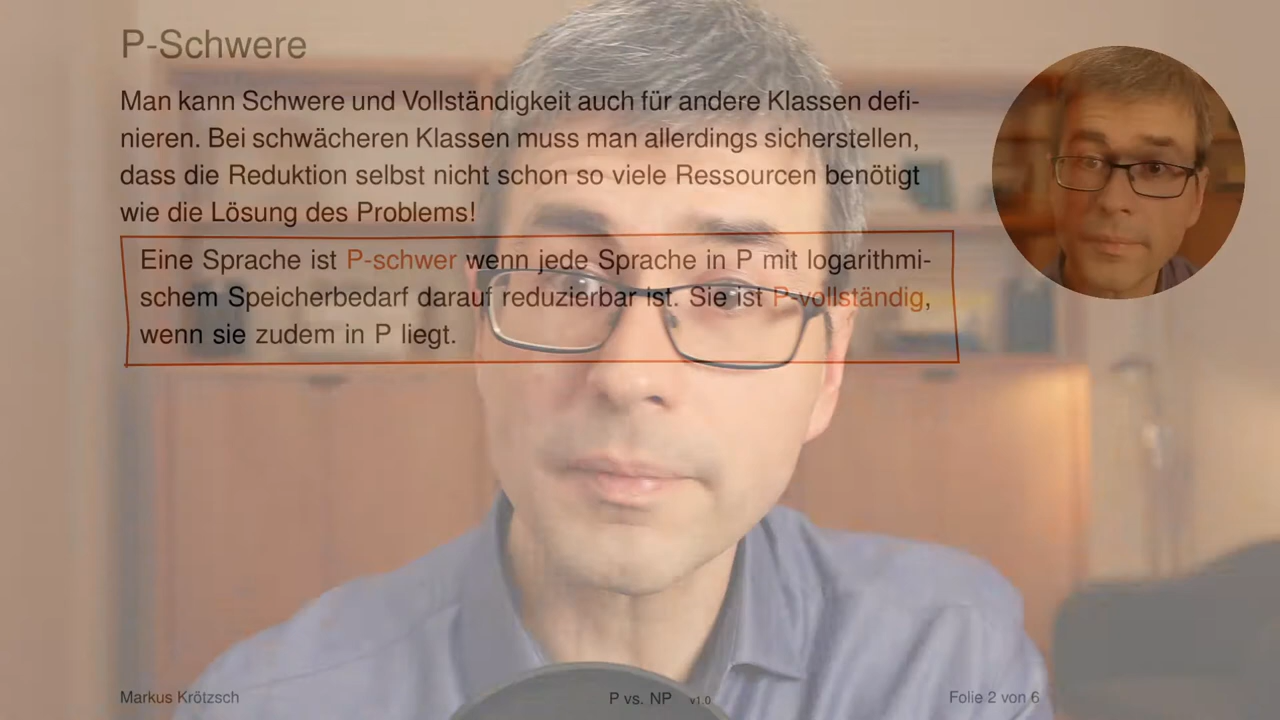 P-Schwere
Man kann Schwere und Vollständigkeit auch für andere Klassen defi-
nieren. Bei schwächeren Klassen muss man allerdings sicherstellen,
dass die Reduktion selbst nicht schon so viele Ressourcen benötigt
wie die Lösung des Problems!
Eine Sprache ist P-schwer wenn jede Sprache in P mit logarithmi-
schem Speicherbedarf darauf reduzierbar ist. Sie ist P-vollständig,
wenn sie zudem in P liegt.
Markus Krötzsch P vs. NP v1.0 Folie 2 von 6